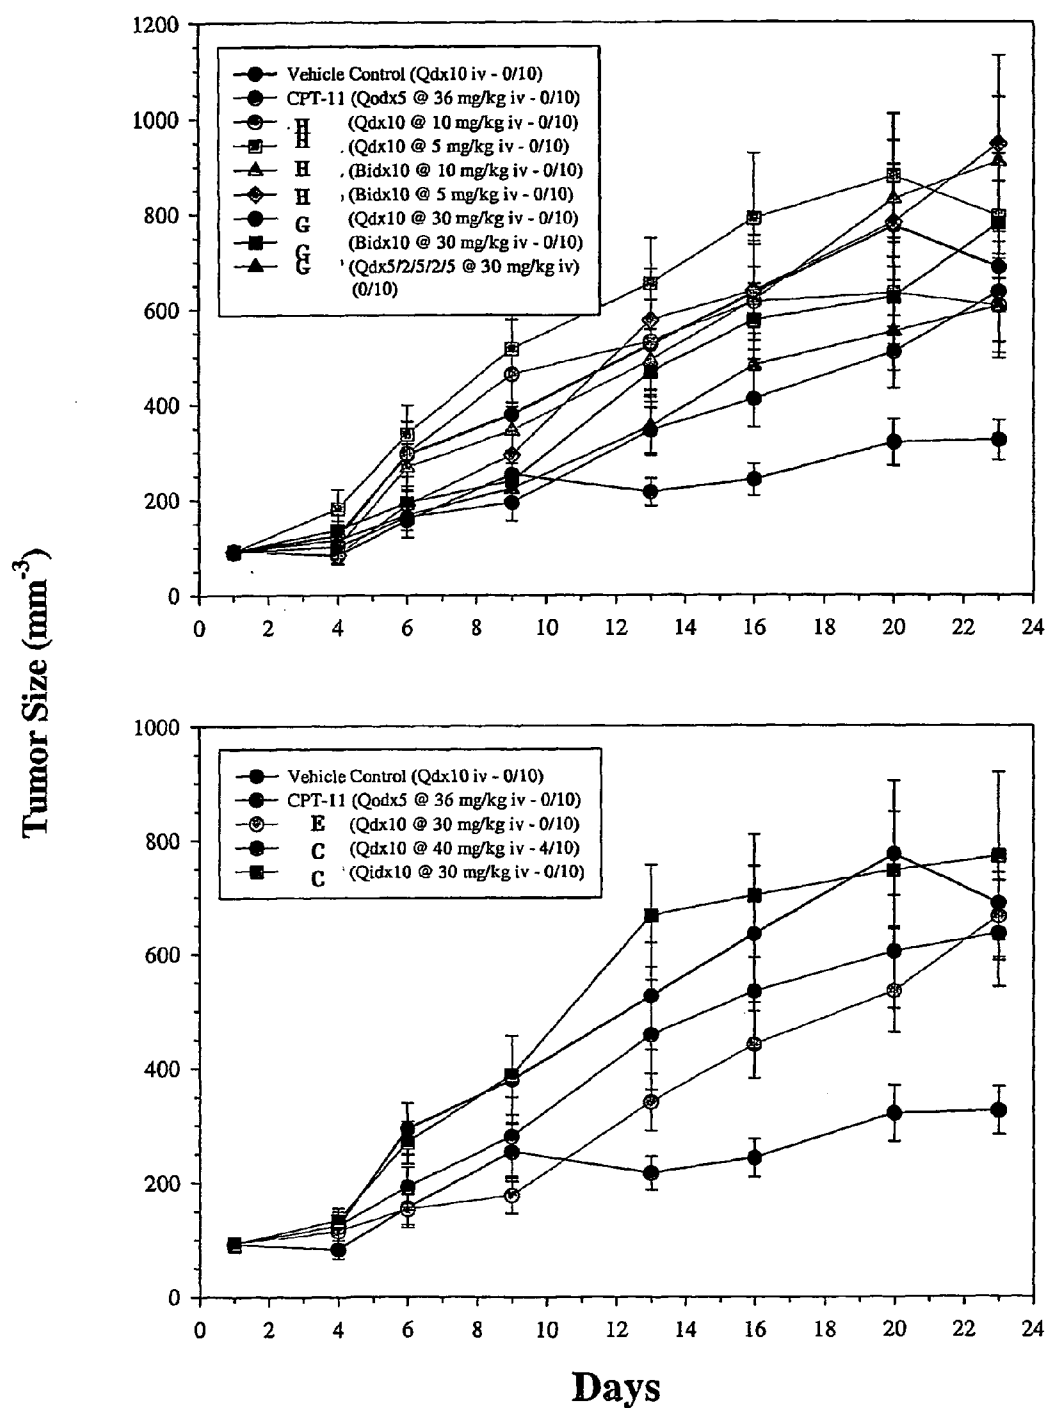 1200
1000
800
600
400
200
0
Vehicle Control (Qdx10 iv - 0/10)
CPT-11 (Qodx5 @ 36 mg/kg iv - 0/10)
H (Qdx10 @ 10 mg/kg iv - 0/10)
H (Qdx10 @ 5 mg/kg iv - 0/10)
H (Bidx10 @ 10 mg/kg iv - 0/10)
H (Bidx10 @ 5 mg/kg iv - 0/10)
G (Qdx10 @ 30 mg/kg iv - 0/10)
G (Bidx10 @ 30 mg/kg iv - 0/10)
G (Qdx5/2/5/2/5 @ 30 mg/kg iv)
(0/10)
0 2 4 6 8 10 12 14 16 18 20 22 24
Tumor Size (mm-3)
1000
800
600
400
200
0
Vehicle Control (Qdx10 iv - 0/10)
CPT-11 (Qodx5 @ 36 mg/kg iv - 0/10)
E (Qdx10 @ 30 mg/kg iv - 0/10)
C (Qdx10 @ 40 mg/kg iv - 4/10)
C (Qidx10 @ 30 mg/kg iv - 0/10)
0 2 4 6 8 10 12 14 16 18 20 22 24
Days